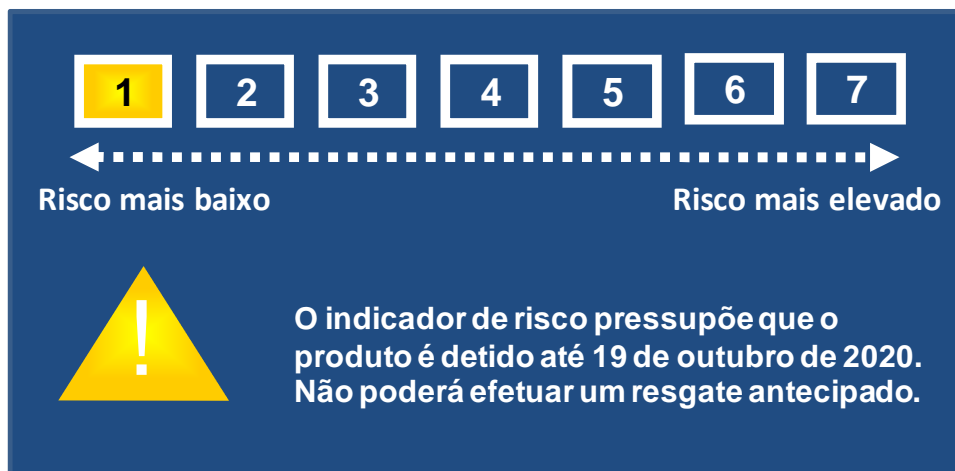 1 2 3 4 5 6 7
Risco mais baixo Risco mais elevado
!
O indicador de risco pressupõe que o
produto é detido até 19 de outubro de 2020.
Não poderá efetuar um resgate antecipado.